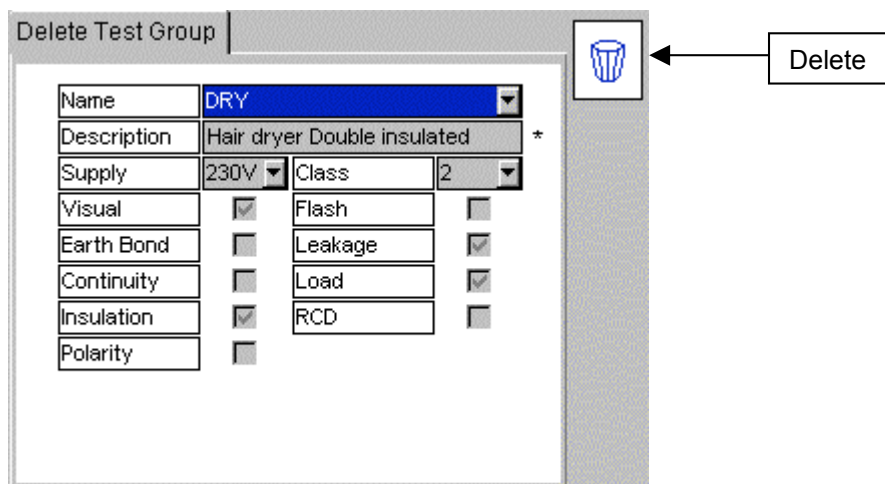 Delete Test Group
Delete
Name DRY
Description Hair dryer Double insulated *
Supply 230V Class 2
Visual Flash
Earth Bond Leakage
Continuity Load
Insulation RCD
Polarity